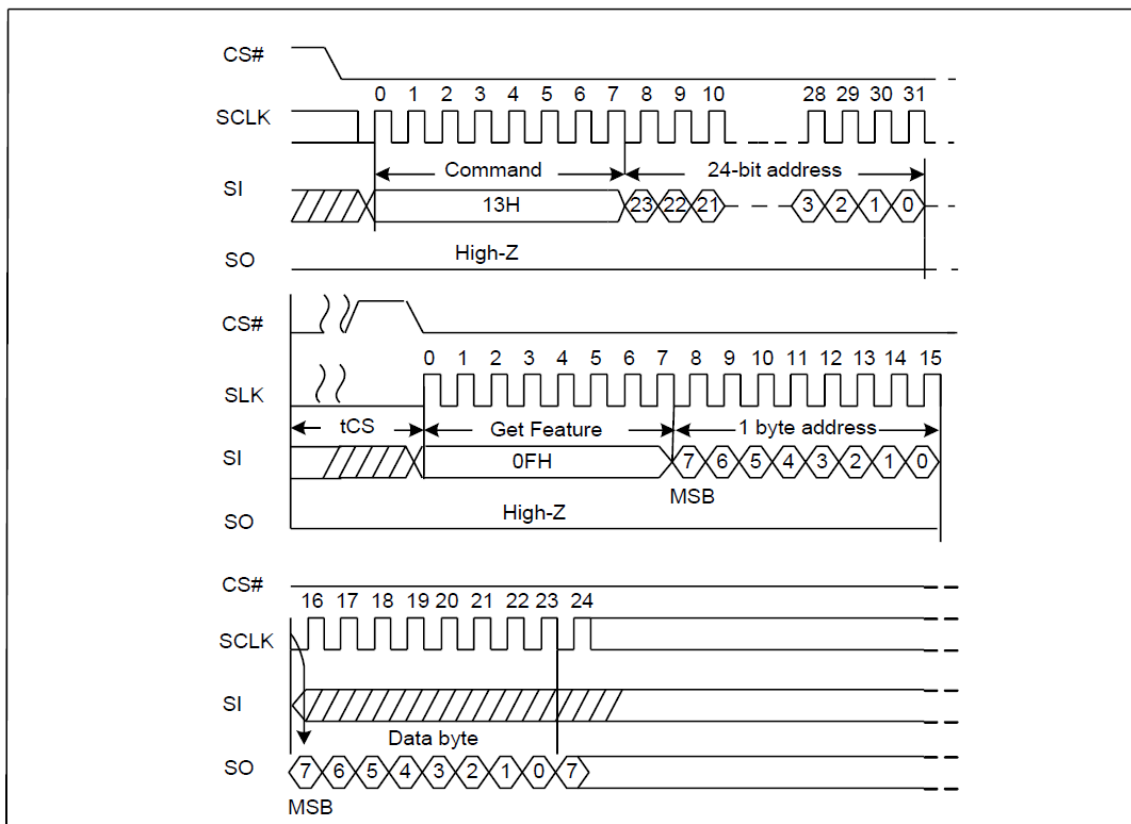 CS#
0 1 2 3 4 5 6 7 8 9 10 28 29 30 31
SCLK
Command 24-bit address
SI
13H 23 22 21 3 2 1 0
High-Z
SO
CS#
0 1 2 3 4 5 6 7 8 9 10 11 12 13 14 15
SLK
tCS Get Feature 1 byte address
SI
0FH 7 6 5 4 3 2 1 0
MSB
High-Z
SO
CS#
16 17 18 19 20 21 22 23 24
SCLK
SI
Data byte
SO 7 6 5 4 3 2 1 0 7
MSB